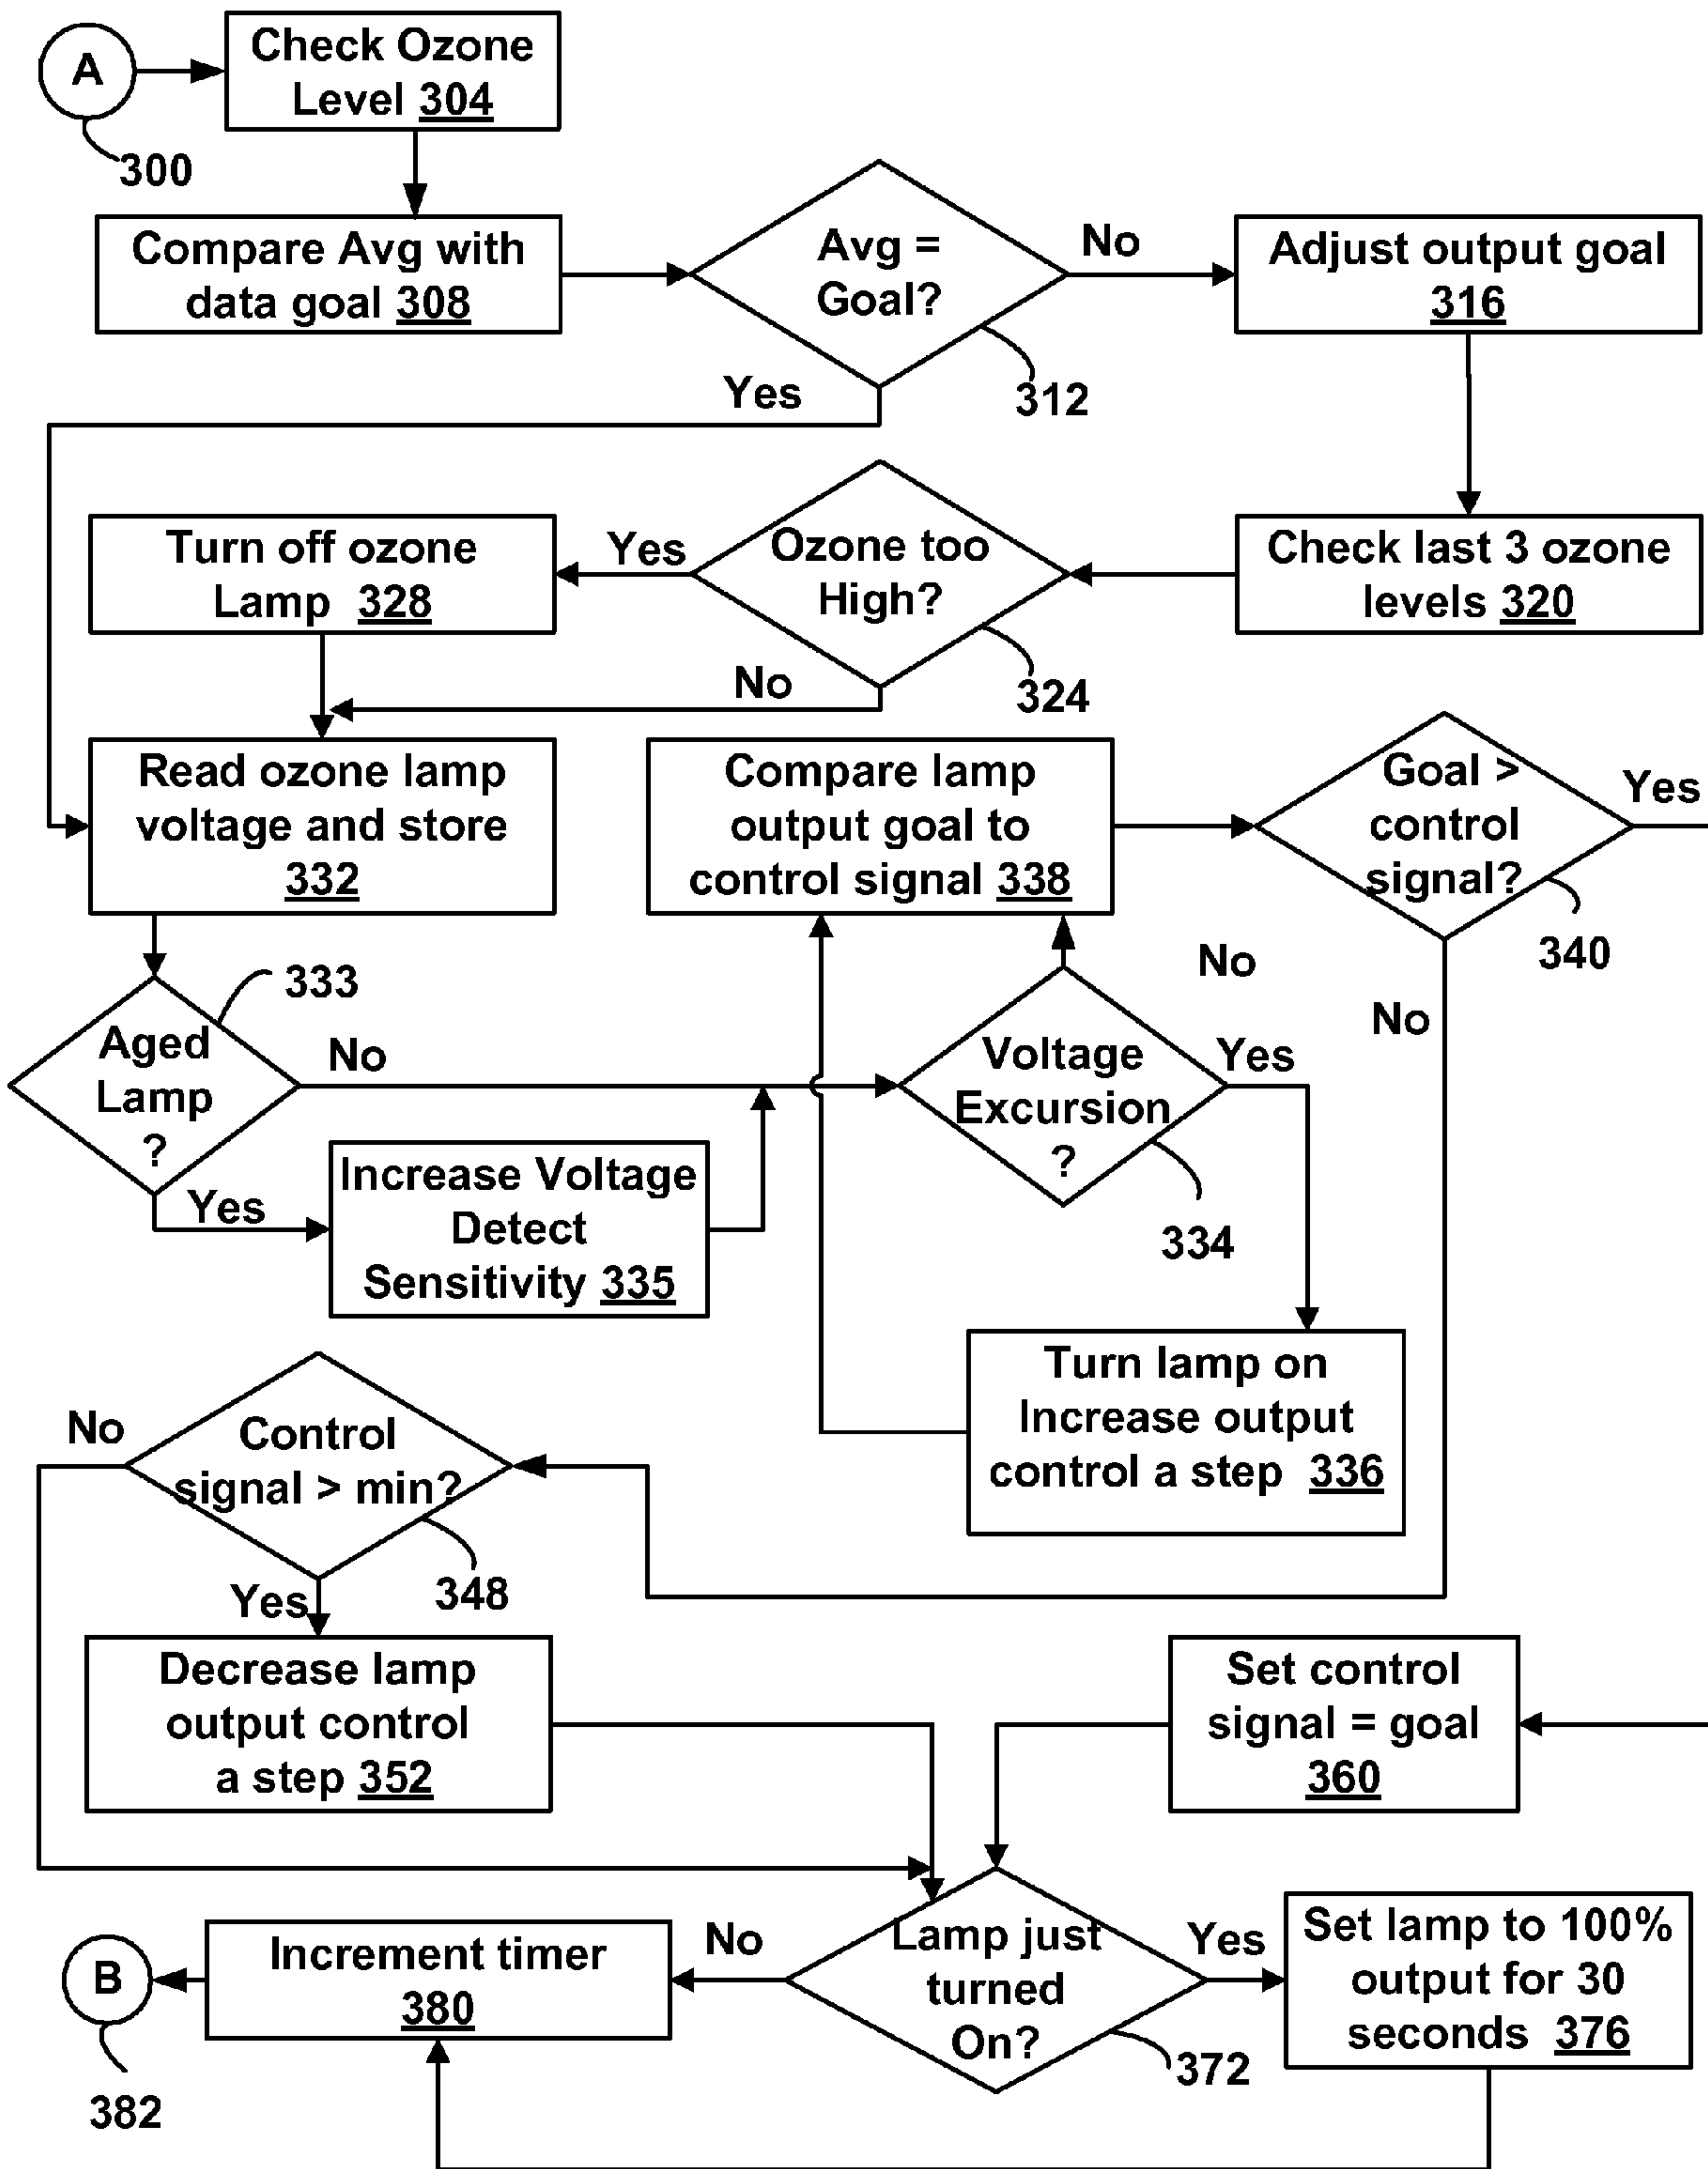 A
300
Check Ozone
Level 304
Compare Avg with
data goal 308
Avg =
Goal?
312
No
Yes
Adjust output goal
316
Check last 3 ozone
levels 320
Ozone too
High?
324
Yes
No
Turn off ozone
Lamp 328
Read ozone lamp
voltage and store
332
Compare lamp
output goal to
control signal 338
Goal >
control
signal?
340
Yes
No
Aged
Lamp
?
333
No
Yes
Increase Voltage
Detect
Sensitivity 335
Voltage
Excursion
?
334
No
Yes
Turn lamp on
Increase output
control a step 336
Control
signal > min?
348
No
Yes
Decrease lamp
output control
a step 352
Set control
signal = goal
360
Lamp just
turned
On?
372
No
Yes
Set lamp to 100%
output for 30
seconds 376
Increment timer
380
B
382